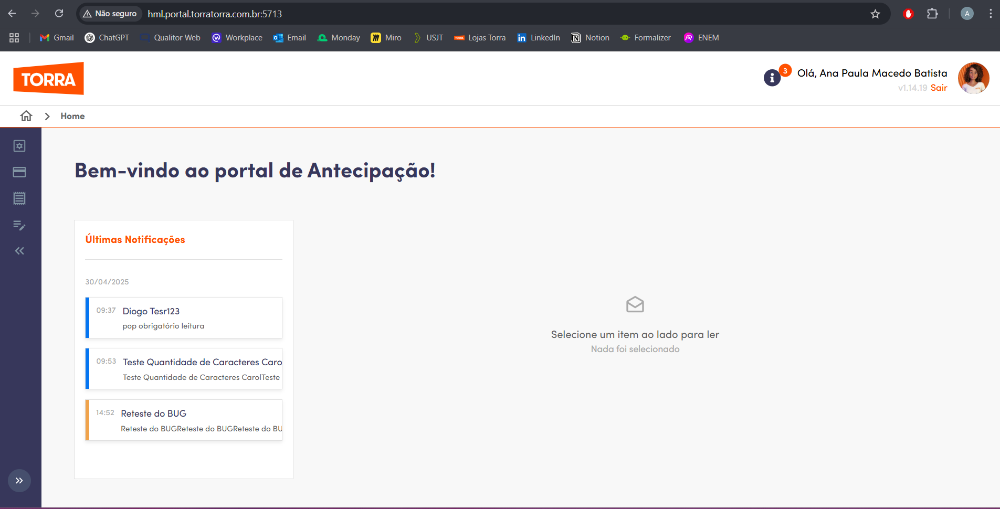 Não seguro
hml.portal.torratorra.com.br:5713
A
Gmail
ChatGPT
Qualitor Web
Workplace
Email
Monday
Miro
USJT
Lojas Torra
LinkedIn
Notion
Formalizer
ENEM
TORRA
3
Olá, Ana Paula Macedo Batista
v1.14.19 Sair
Home
Bem-vindo ao portal de Antecipação!
Últimas Notificações
30/04/2025
09:37 Diogo Tesr123
pop obrigatório leitura
09:53 Teste Quantidade de Caracteres Caro
Teste Quantidade de Caracteres CarolTeste
14:52 Reteste do BUG
Reteste do BUGReteste do BUGReteste do BU
Selecione um item ao lado para ler
Nada foi selecionado